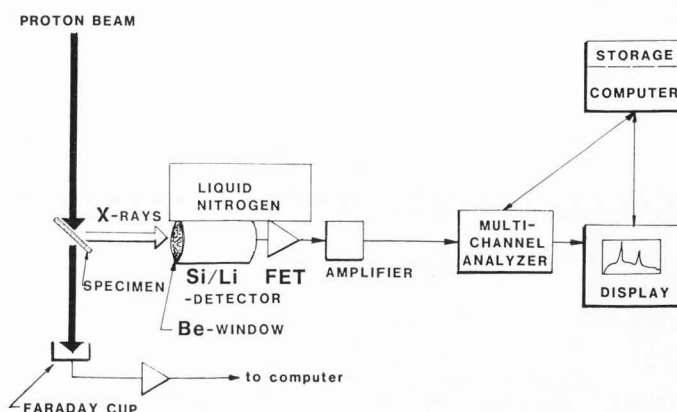 PROTON BEAM
STORAGE
COMPUTER
LIQUID
NITROGEN
X-RAYS
MULTI-
CHANNEL
ANALYZER
SPECIMEN
Si/Li
FET
AMPLIFIER
-DETECTOR
DISPLAY
Be-WINDOW
to computer
FARADAY CUP